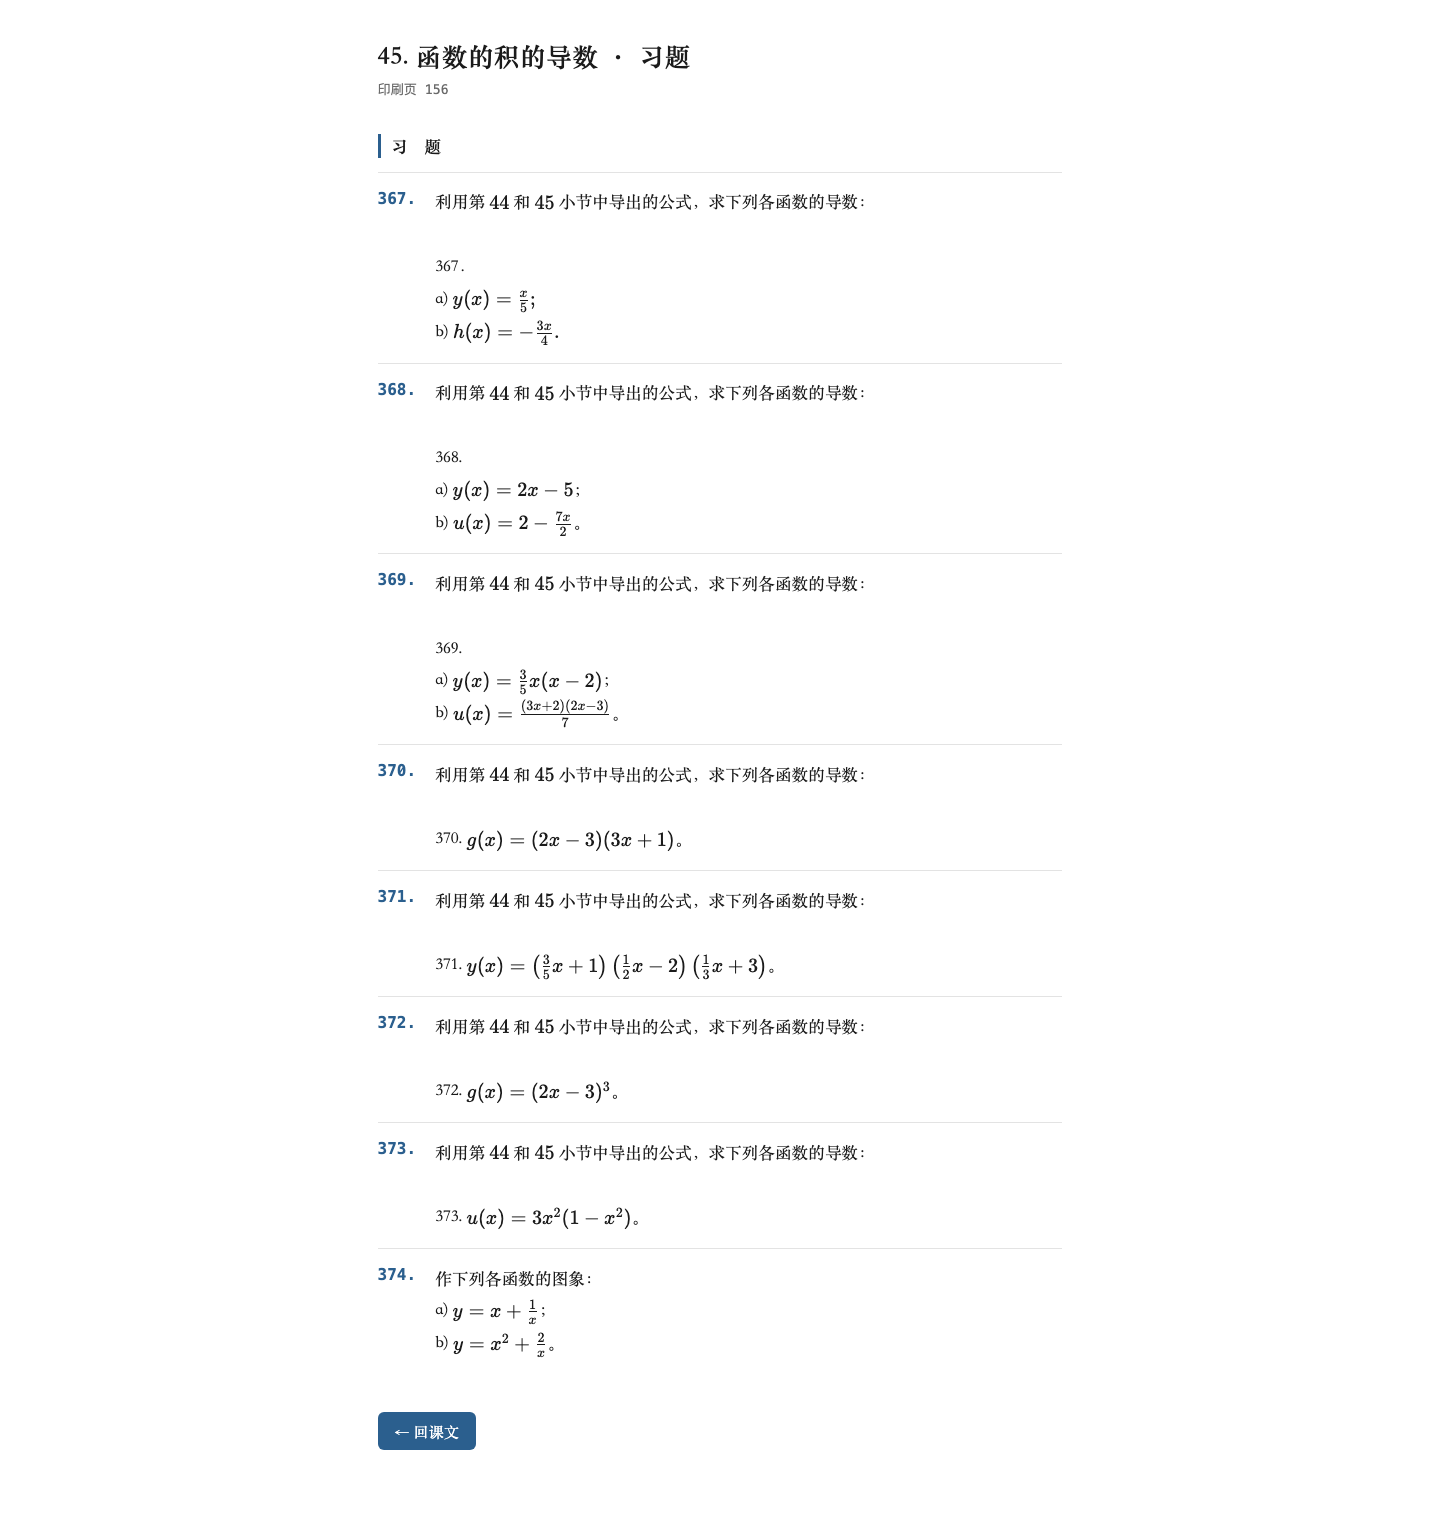 45. 函数的积的导数 · 习题
印刷页 156
习 题
367. 利用第 44 和 45 小节中导出的公式，求下列各函数的导数：
367.
a) y(x) = x/5;
b) h(x) = −3x/4.
368. 利用第 44 和 45 小节中导出的公式，求下列各函数的导数：
368.
a) y(x) = 2x − 5；
b) u(x) = 2 − 7x/2。
369. 利用第 44 和 45 小节中导出的公式，求下列各函数的导数：
369.
a) y(x) = 3/5 x(x − 2)；
b) u(x) = (3x+2)(2x−3)/7。
370. 利用第 44 和 45 小节中导出的公式，求下列各函数的导数：
370. g(x) = (2x − 3)(3x + 1)。
371. 利用第 44 和 45 小节中导出的公式，求下列各函数的导数：
371. y(x) = (3/5 x + 1) (1/2 x − 2) (1/3 x + 3)。
372. 利用第 44 和 45 小节中导出的公式，求下列各函数的导数：
372. g(x) = (2x − 3)³。
373. 利用第 44 和 45 小节中导出的公式，求下列各函数的导数：
373. u(x) = 3x²(1 − x²)。
374. 作下列各函数的图象：
a) y = x + 1/x；
b) y = x² + 2/x。
← 回课文